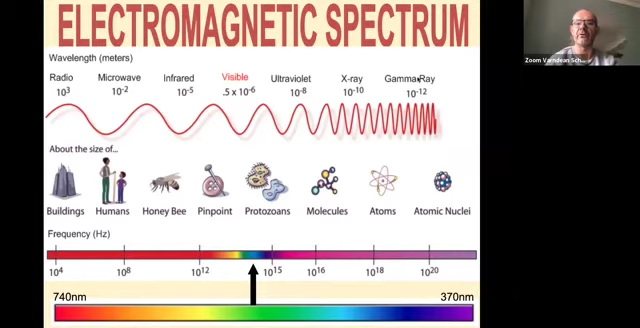 ELECTROMAGNETIC SPECTRUM
Wavelength (meters)
Radio Microwave Infrared Visible Ultraviolet X-ray Gamma Ray
10³ 10⁻² 10⁻⁵ .5 x 10⁻⁶ 10⁻⁸ 10⁻¹⁰ 10⁻¹²
About the size of...
Buildings Humans Honey Bee Pinpoint Protozoans Molecules Atoms Atomic Nuclei
Frequency (Hz)
10⁴ 10⁸ 10¹² 10¹⁵ 10¹⁶ 10¹⁸ 10²⁰
740nm 370nm
Zoom Varndean Sch...